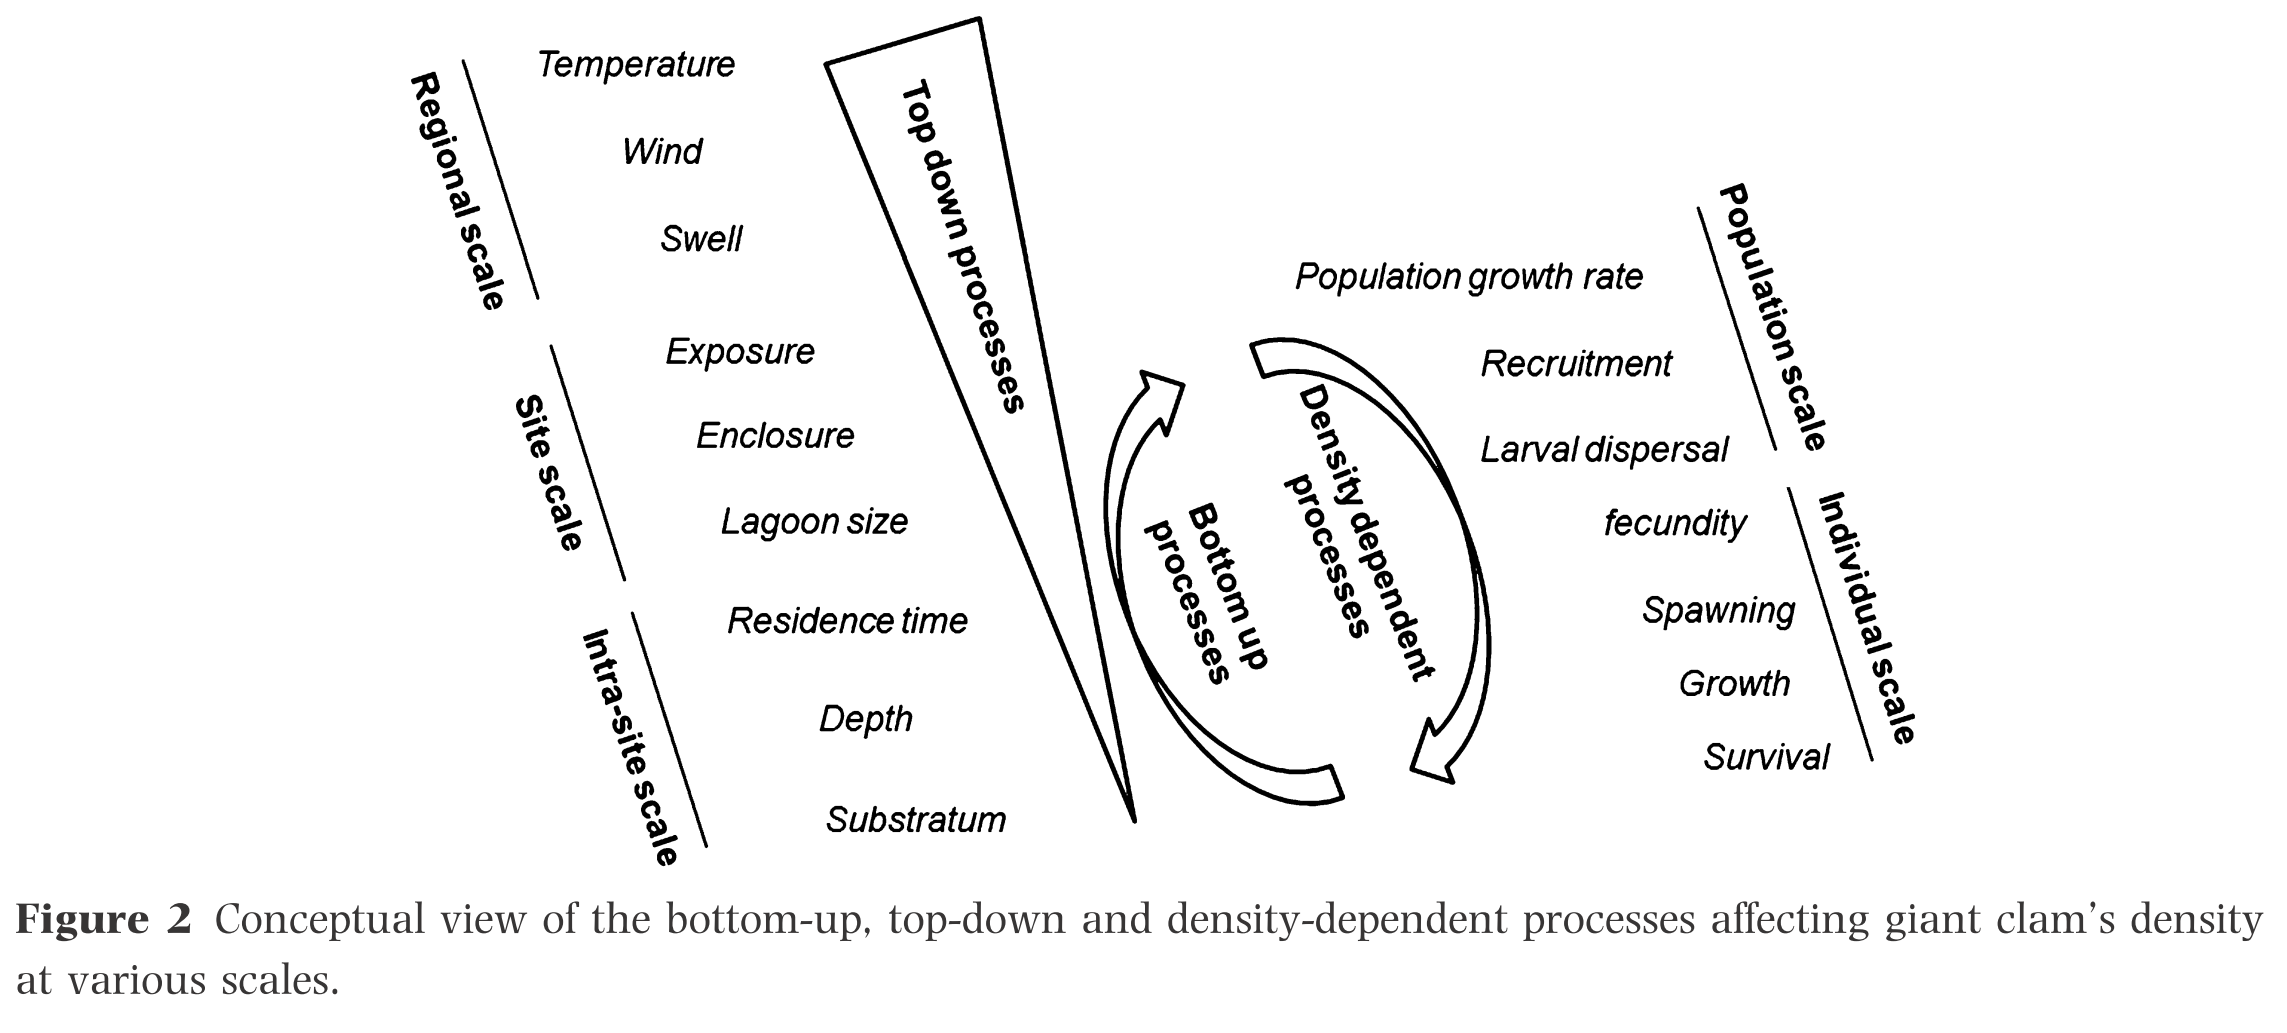 Regional scale
Temperature
Wind
Swell
Site scale
Exposure
Enclosure
Lagoon size
Intra-site scale
Residence time
Depth
Substratum
Top down processes
Bottom up
processes
Density dependent
processes
Population growth rate
Recruitment
Larval dispersal
Population scale
fecundity
Spawning
Growth
Survival
Individual scale
Figure 2 Conceptual view of the bottom-up, top-down and density-dependent processes affecting giant clam’s density
at various scales.